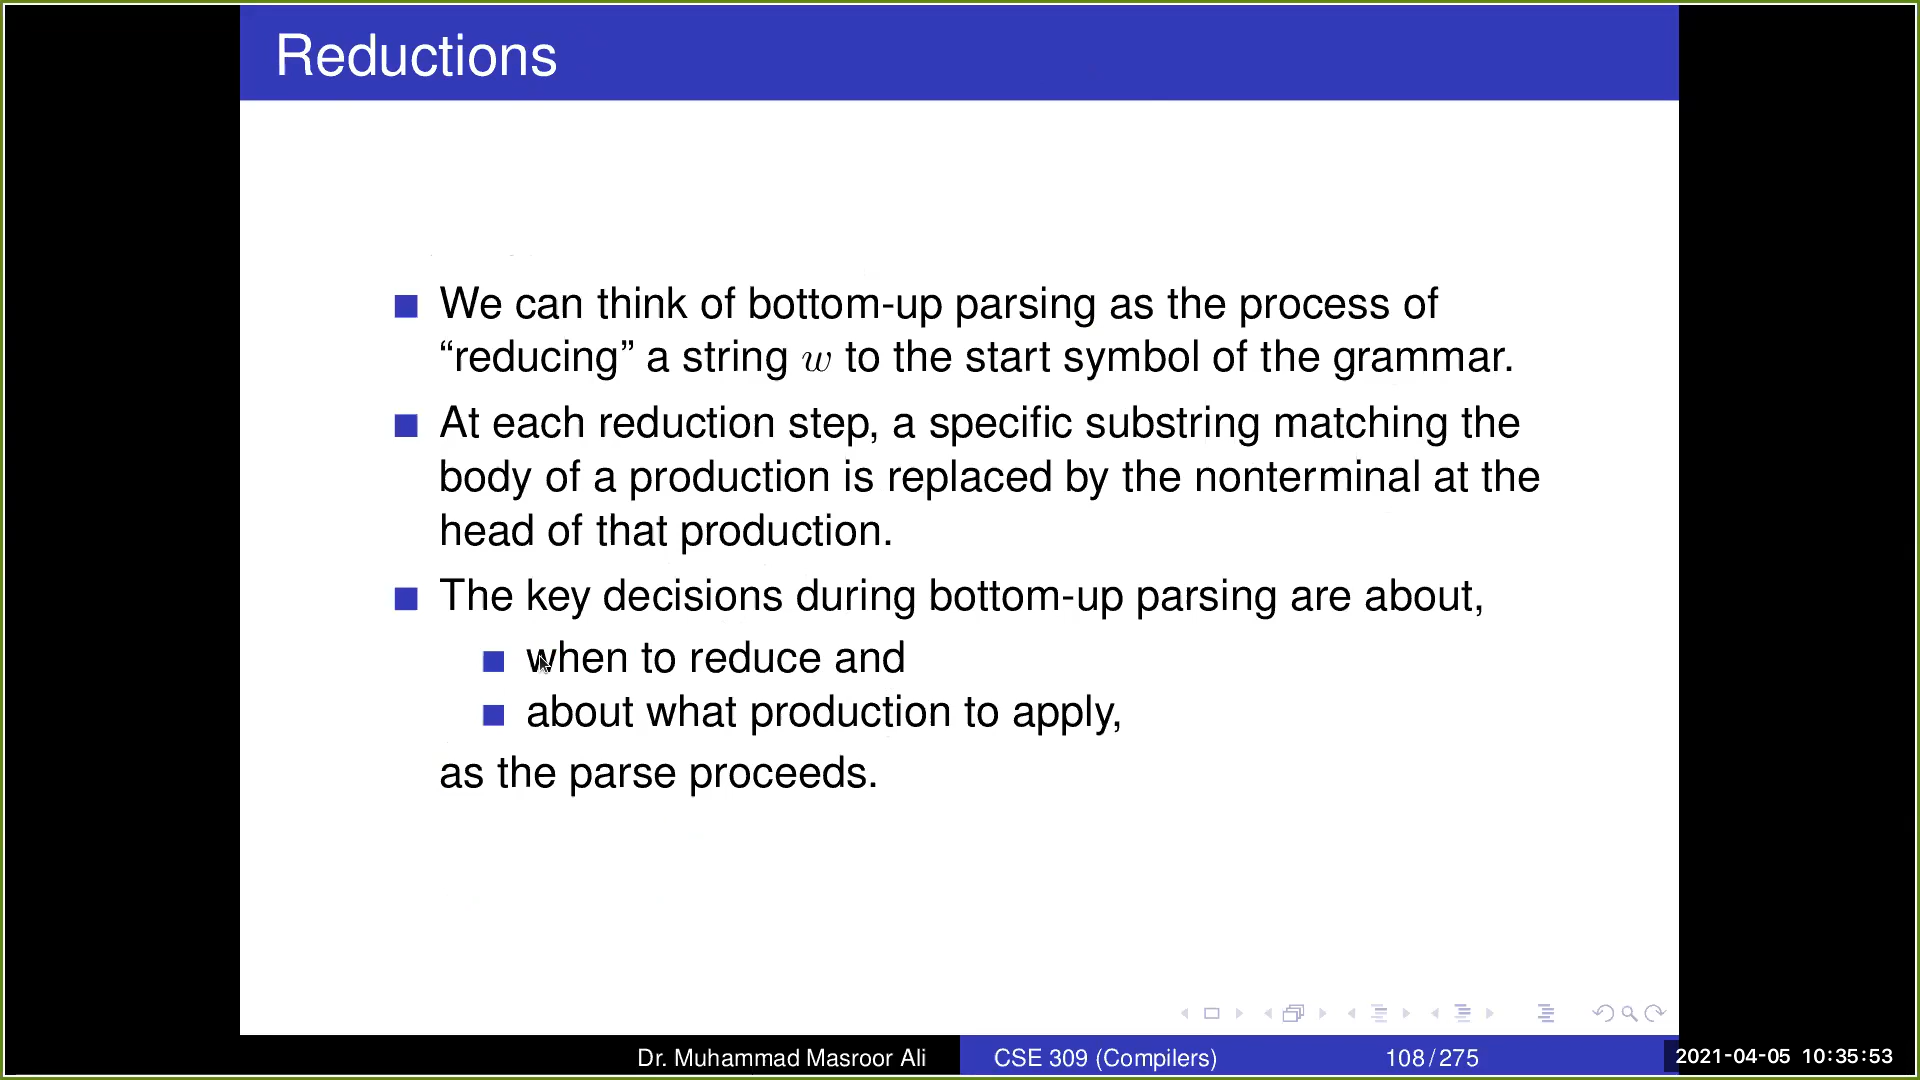 Reductions
We can think of bottom-up parsing as the process of
“reducing” a string w to the start symbol of the grammar.
At each reduction step, a specific substring matching the
body of a production is replaced by the nonterminal at the
head of that production.
The key decisions during bottom-up parsing are about,
when to reduce and
about what production to apply,
as the parse proceeds.
Dr. Muhammad Masroor Ali CSE 309 (Compilers) 108/275 2021-04-05 10:35:53